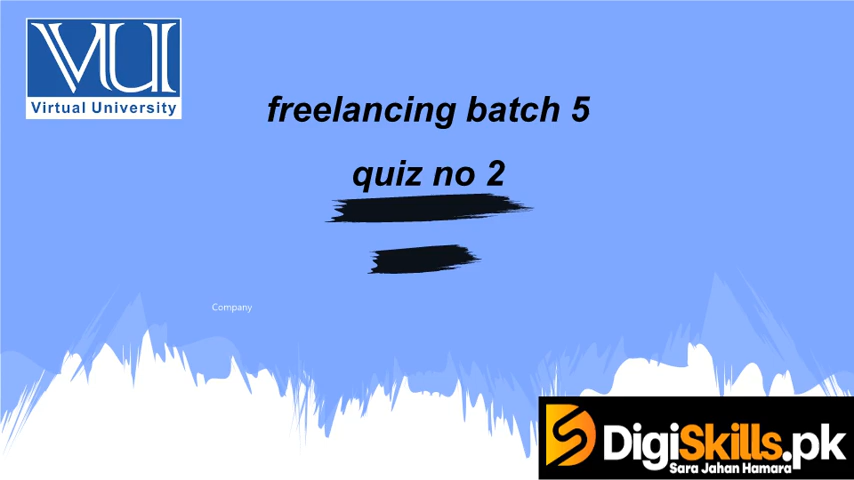 VU
Virtual University
freelancing batch 5
quiz no 2
Company
DigiSkills.pk
Sara Jahan Hamara